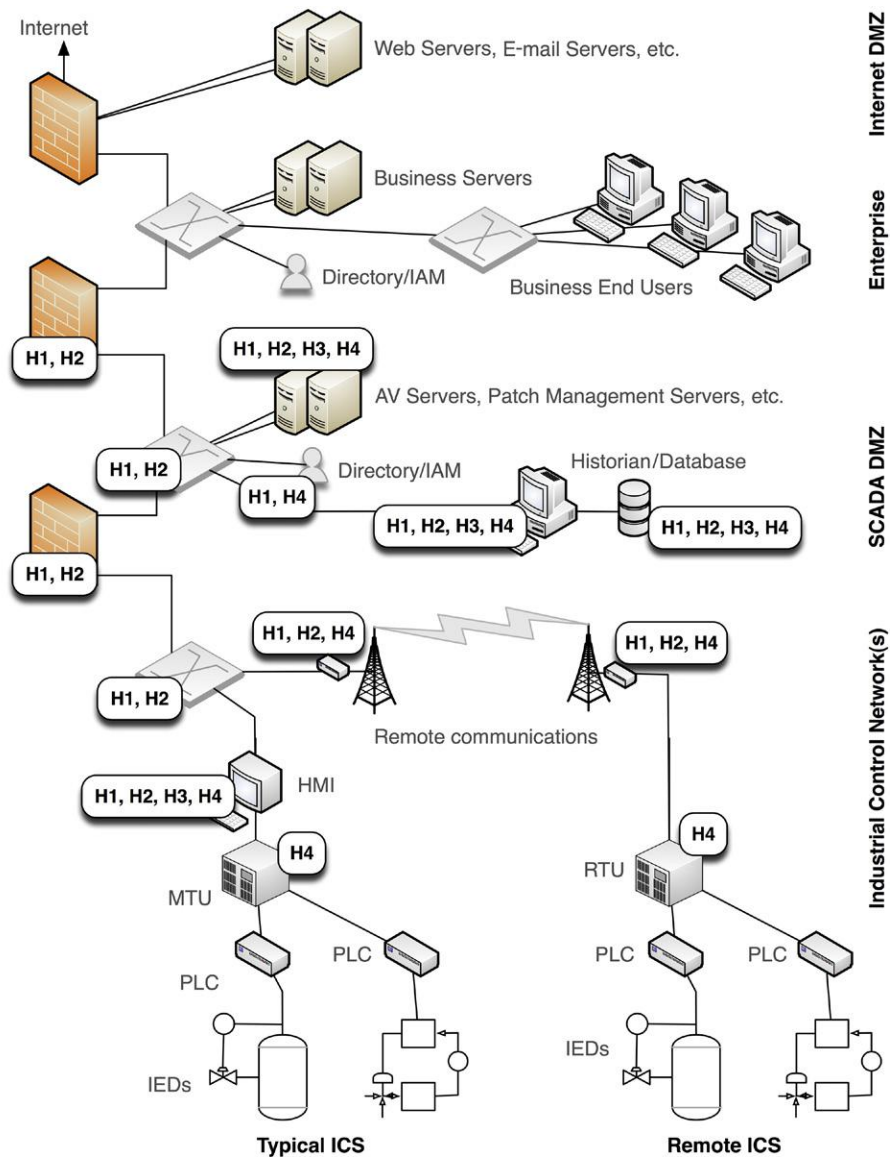 Internet
Web Servers, E-mail Servers, etc.
Internet DMZ
Business Servers
Directory/IAM
Business End Users
Enterprise
H1, H2
H1, H2, H3, H4
AV Servers, Patch Management Servers, etc.
H1, H2
Directory/IAM
Historian/Database
H1, H4
H1, H2, H3, H4
H1, H2, H3, H4
SCADA DMZ
H1, H2
H1, H2, H4
H1, H2, H4
H1, H2
Remote communications
HMI
H1, H2, H3, H4
H4
H4
MTU
RTU
Industrial Control Network(s)
PLC
PLC
PLC
PLC
IEDs
IEDs
Typical ICS
Remote ICS